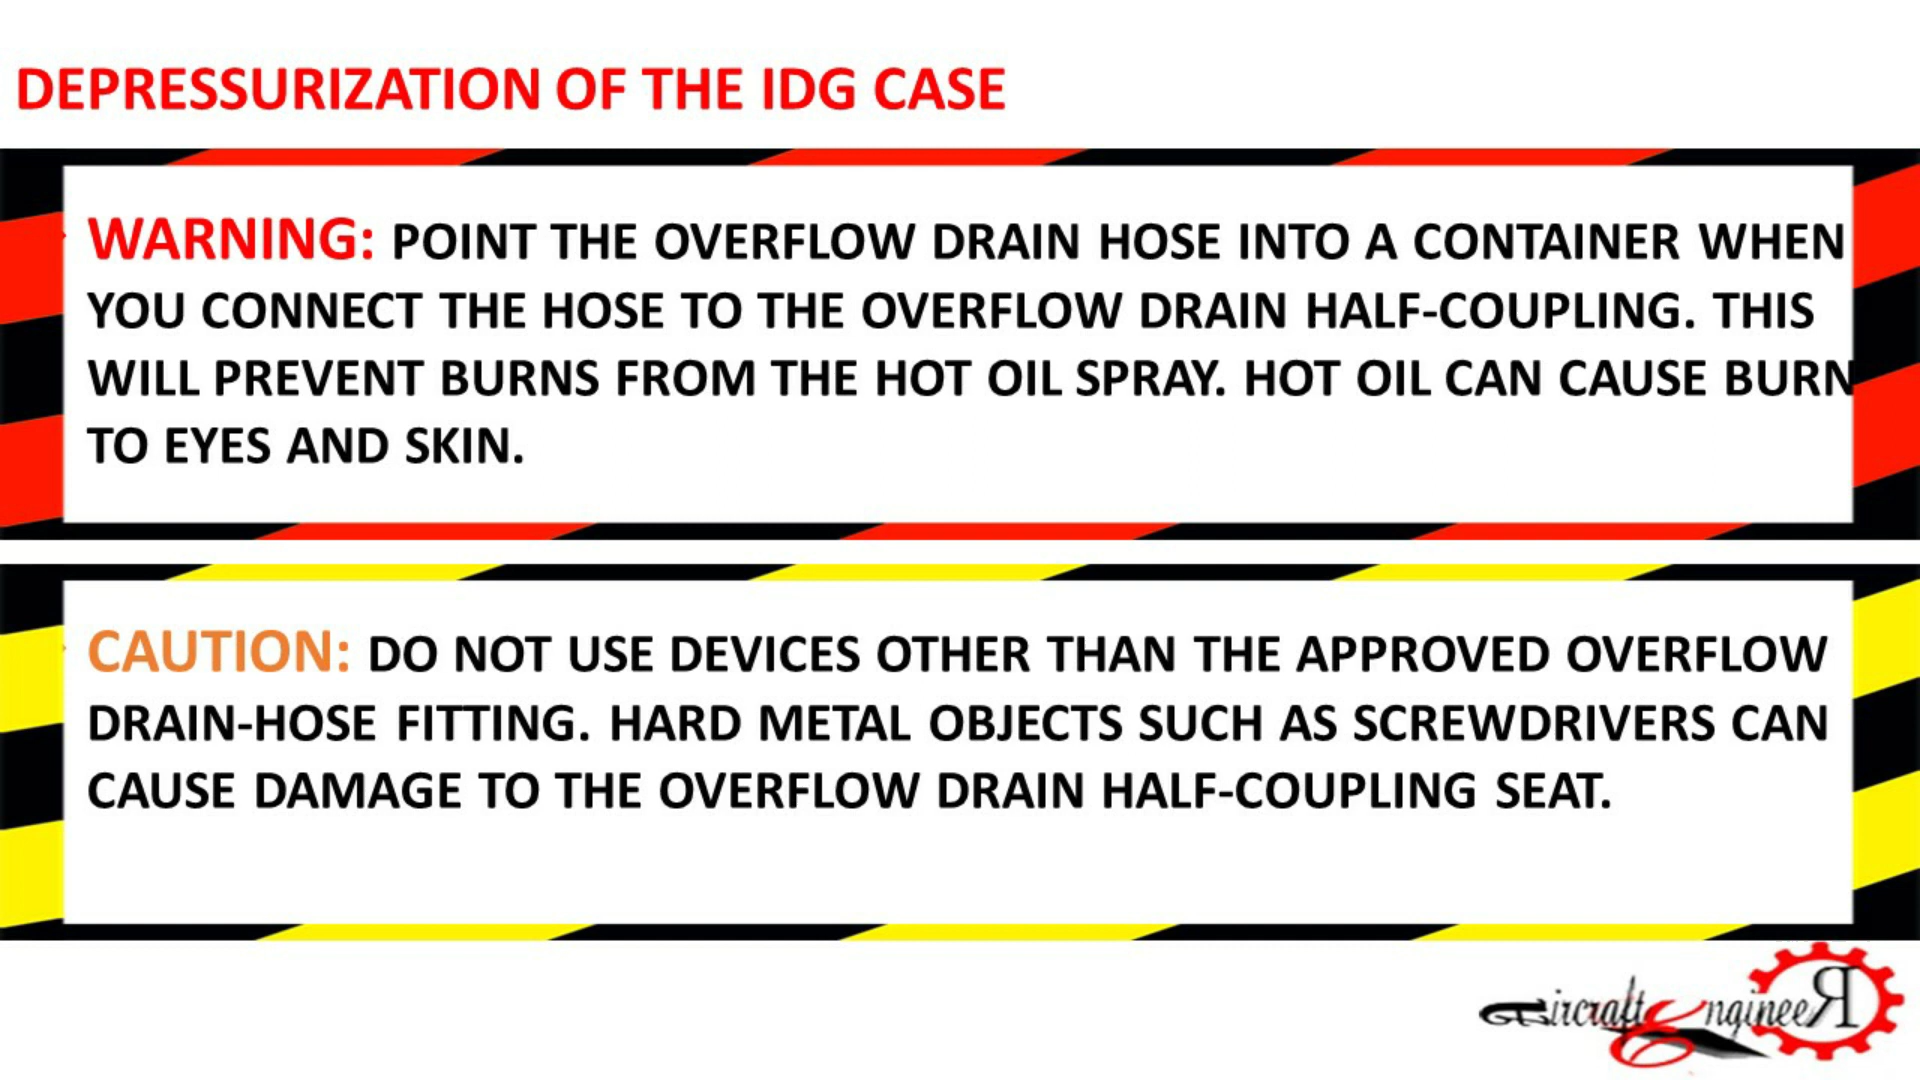 DEPRESSURIZATION OF THE IDG CASE
WARNING: POINT THE OVERFLOW DRAIN HOSE INTO A CONTAINER WHEN
YOU CONNECT THE HOSE TO THE OVERFLOW DRAIN HALF-COUPLING. THIS
WILL PREVENT BURNS FROM THE HOT OIL SPRAY. HOT OIL CAN CAUSE BURN
TO EYES AND SKIN.
CAUTION: DO NOT USE DEVICES OTHER THAN THE APPROVED OVERFLOW
DRAIN-HOSE FITTING. HARD METAL OBJECTS SUCH AS SCREWDRIVERS CAN
CAUSE DAMAGE TO THE OVERFLOW DRAIN HALF-COUPLING SEAT.
Aircraft EngineeR